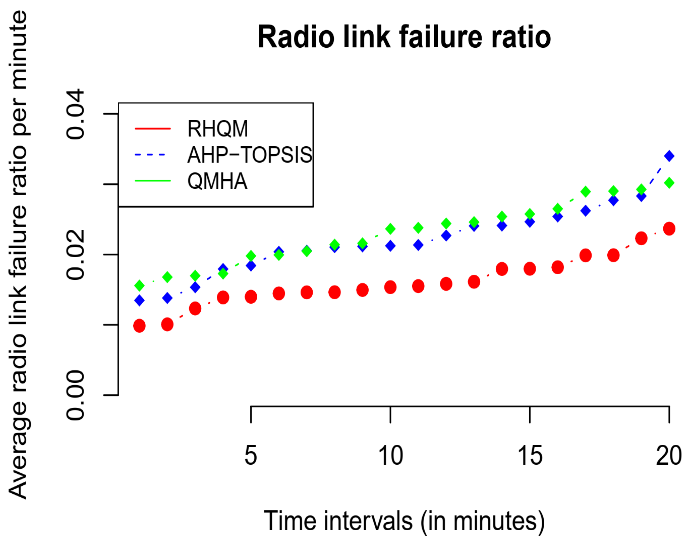 Radio link failure ratio
Average radio link failure ratio per minute
0.04
0.02
0.00
RHQM
AHP−TOPSIS
QMHA
5 10 15 20
Time intervals (in minutes)